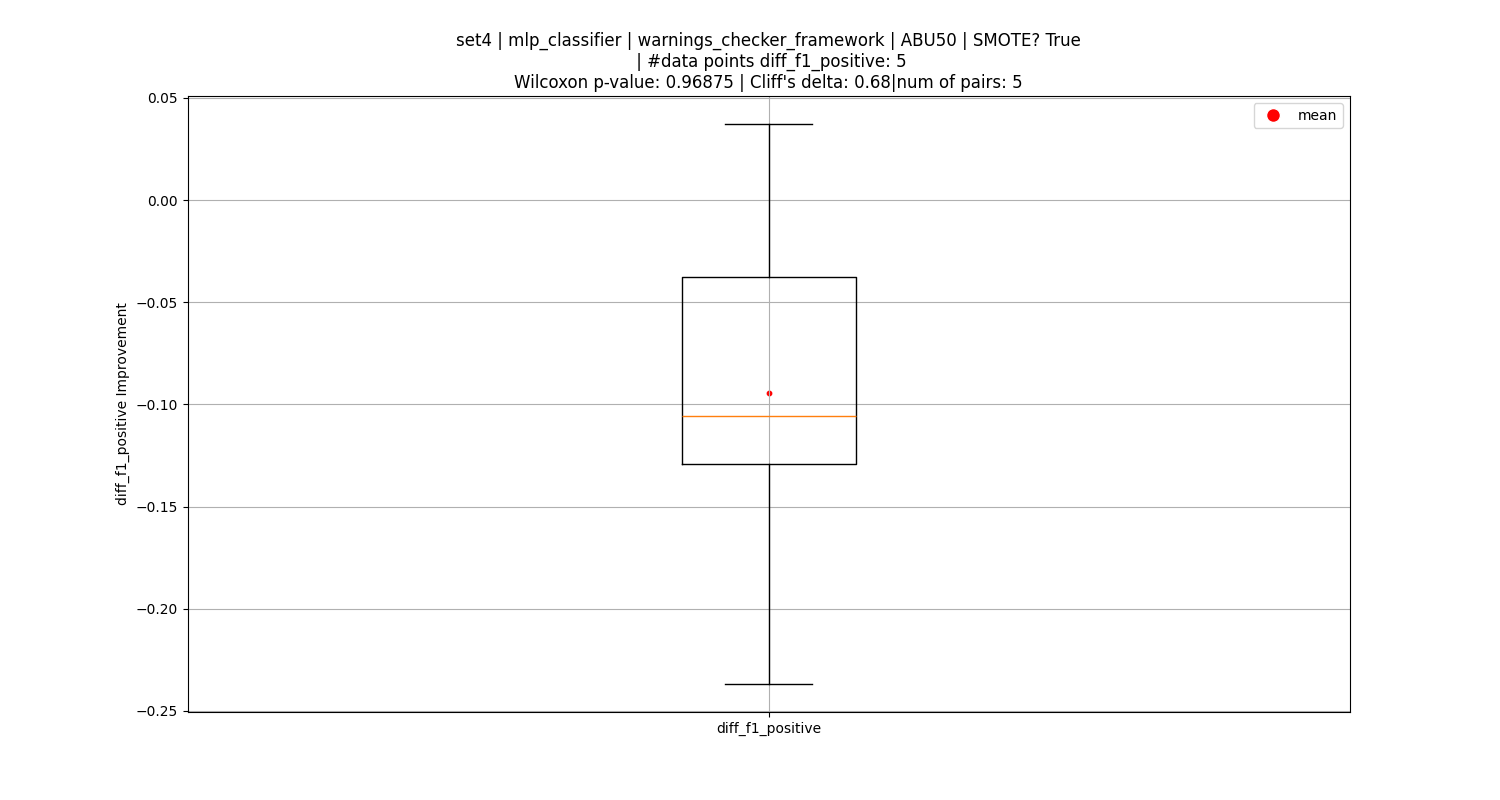 set4 | mlp_classifier | warnings_checker_framework | ABU50 | SMOTE? True
| #data points diff_f1_positive: 5
Wilcoxon p-value: 0.96875 | Cliff's delta: 0.68|num of pairs: 5
mean
0.05
0.00
−0.05
−0.10
−0.15
−0.20
−0.25
diff_f1_positive Improvement
diff_f1_positive